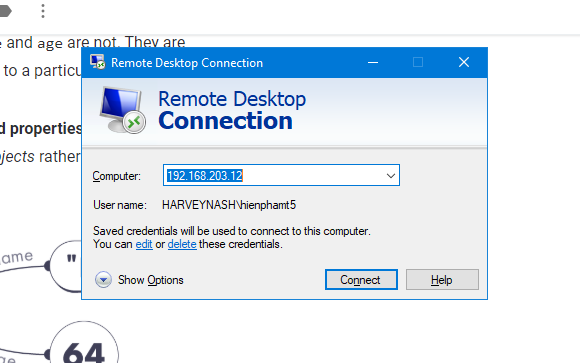 and age are not. They are
to a particu
Remote Desktop Connection
Remote Desktop
Connection
d properties
jects rather
Computer: 192.168.203.12
User name: HARVEYNASH\hienphamt5
Saved credentials will be used to connect to this computer.
You can edit or delete these credentials.
ame
"
Show Options Connect Help
64